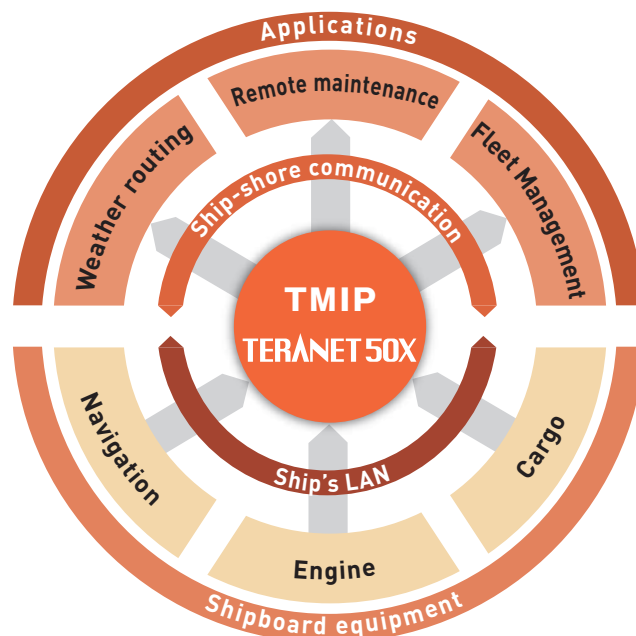 Applications
Remote maintenance
Weather routing
Fleet Management
Ship-shore communication
TMIP
TERANET 50X
Ship's LAN
Navigation
Cargo
Engine
Shipboard equipment